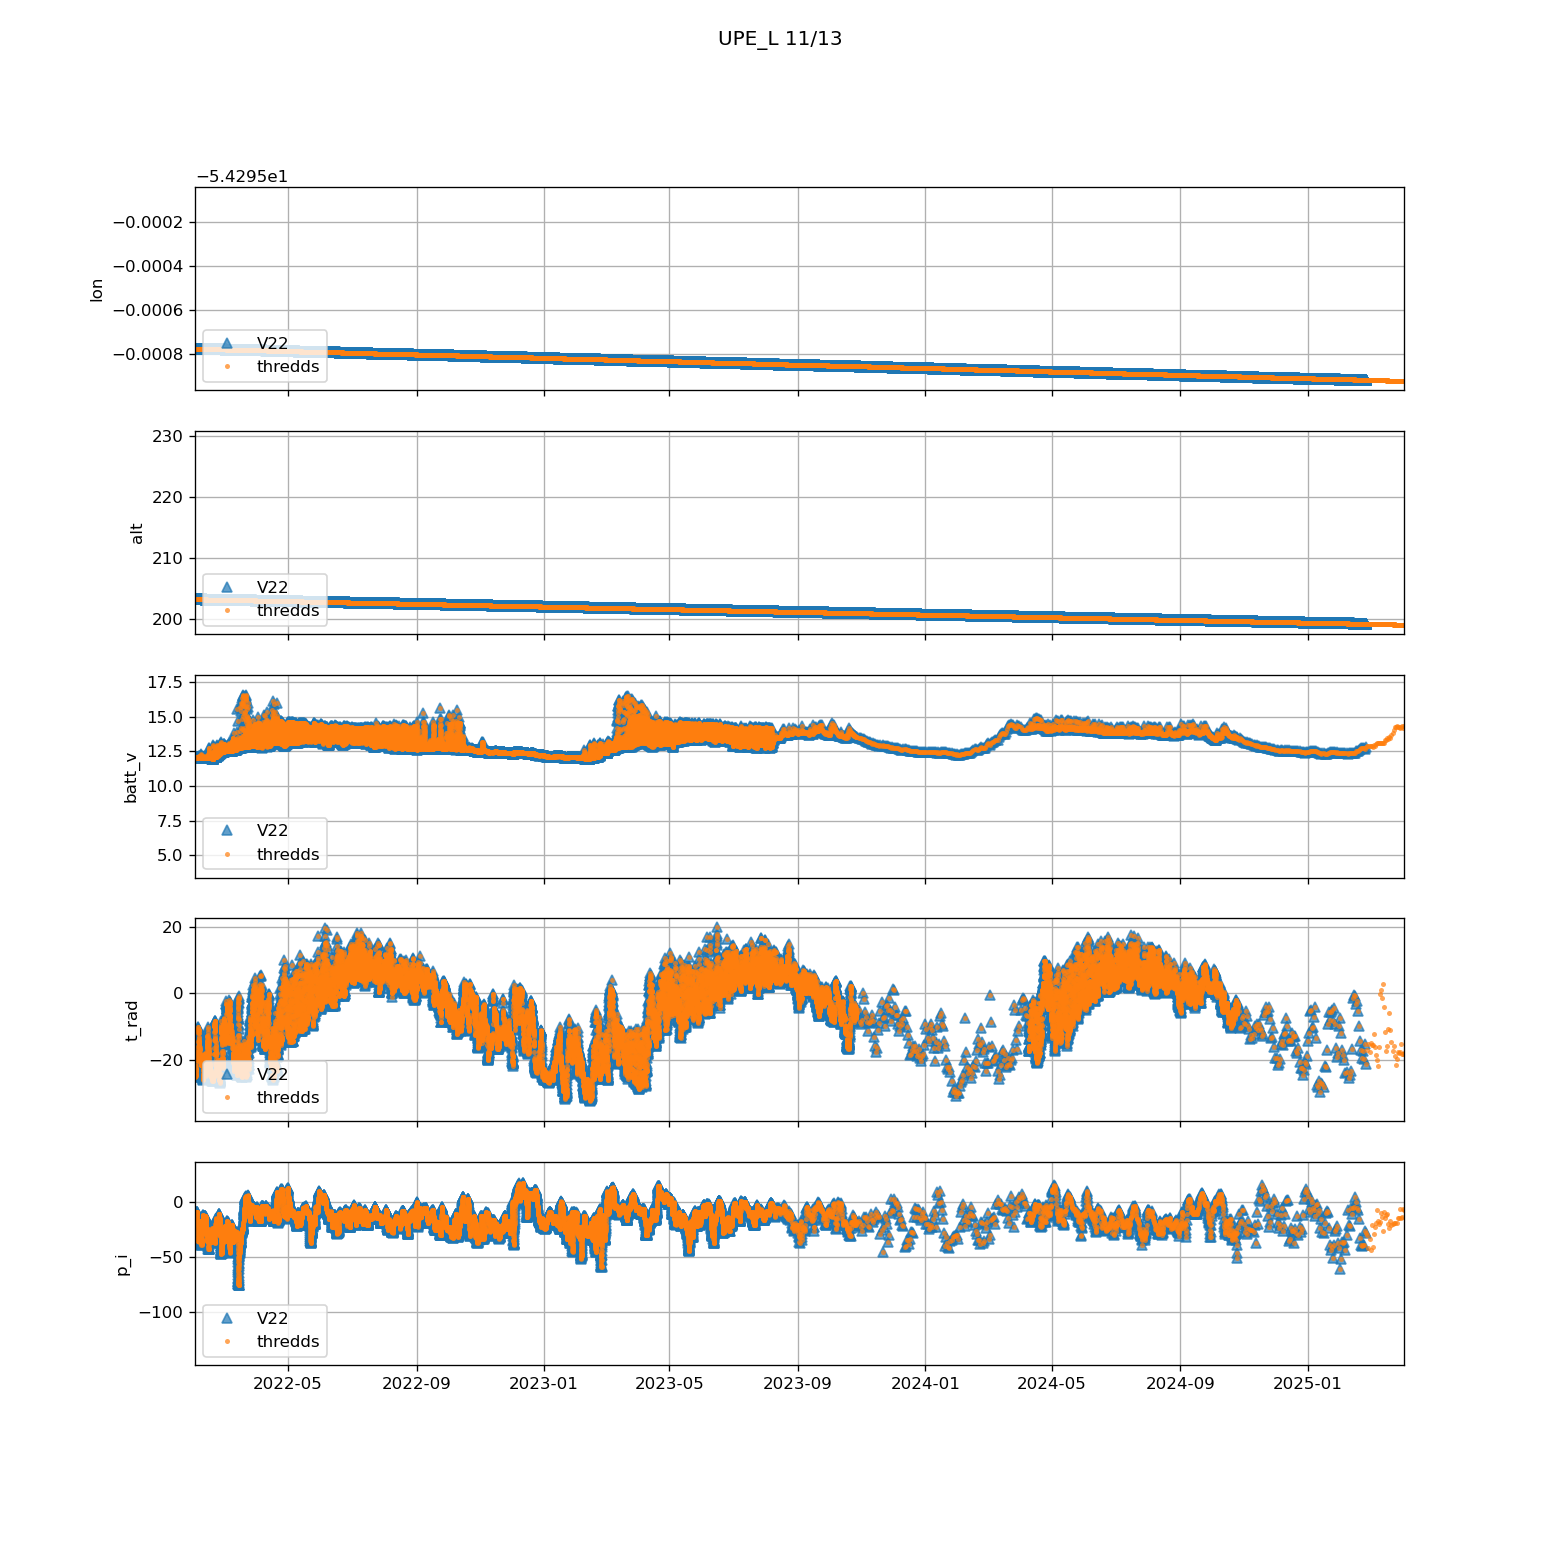 UPE_L 11/13
−5.4295e1
−0.0002
−0.0004
−0.0006
−0.0008
lon
V22
thredds
230
220
210
200
alt
V22
thredds
17.5
15.0
12.5
10.0
7.5
5.0
batt_v
V22
thredds
20
0
−20
t_rad
V22
thredds
0
−50
−100
p_i
V22
thredds
2022-05
2022-09
2023-01
2023-05
2023-09
2024-01
2024-05
2024-09
2025-01